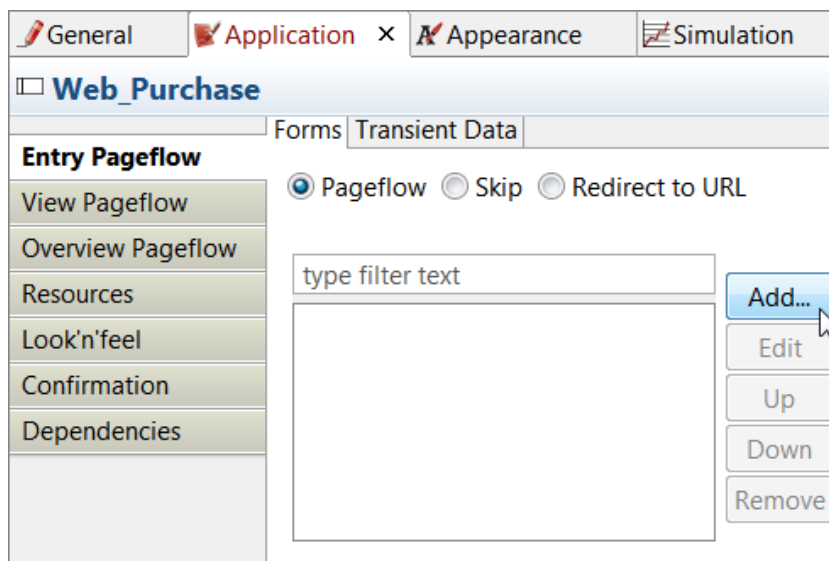 General Application × Appearance Simulation
Web_Purchase
Forms Transient Data
Entry Pageflow
Pageflow Skip Redirect to URL
View Pageflow
Overview Pageflow
type filter text
Resources
Add...
Look'n'feel
Edit
Confirmation
Up
Dependencies
Down
Remove